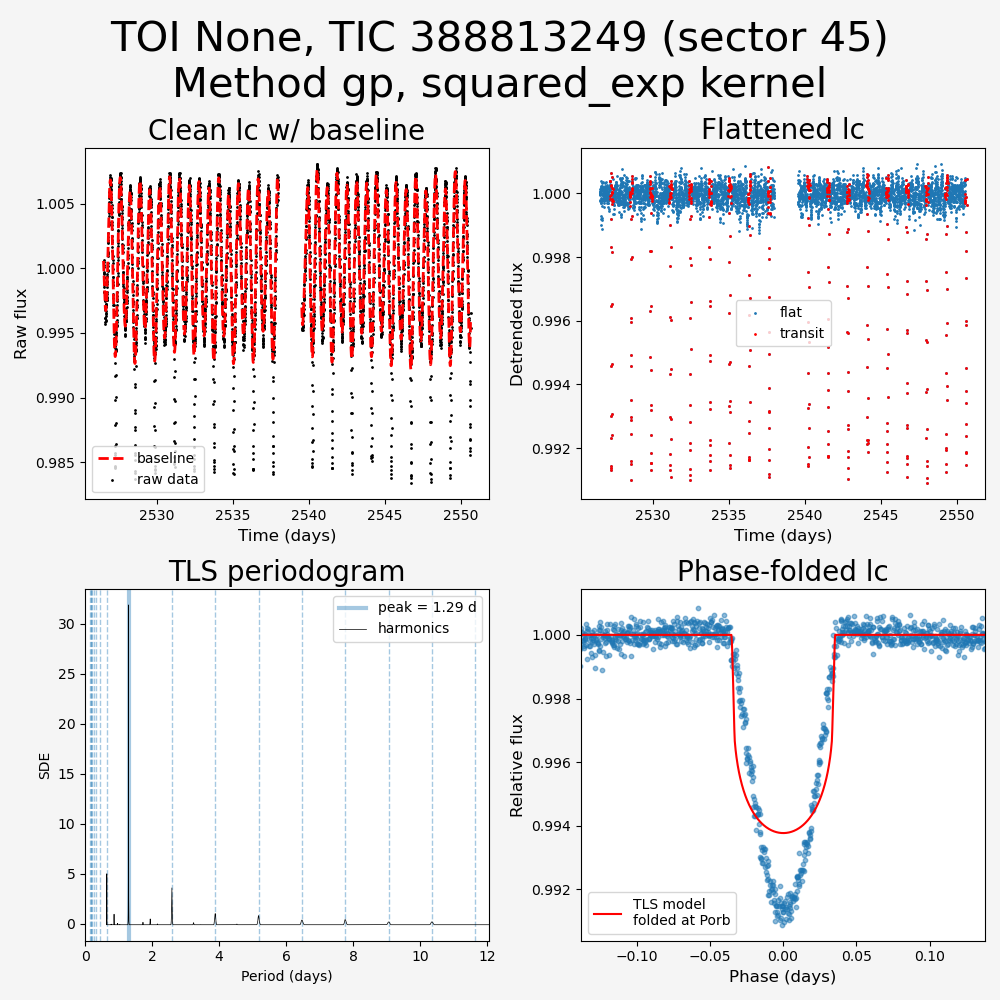 TOI None, TIC 388813249 (sector 45)
Method gp, squared_exp kernel
Clean lc w/ baseline
Raw flux
1.005
1.000
0.995
0.990
0.985
baseline
raw data
2530 2535 2540 2545 2550
Time (days)
Flattened lc
Detrended flux
1.000
0.998
0.996
0.994
0.992
flat
transit
2530 2535 2540 2545 2550
Time (days)
TLS periodogram
SDE
30
25
20
15
10
5
0
peak = 1.29 d
harmonics
0 2 4 6 8 10 12
Period (days)
Phase-folded lc
Relative flux
1.000
0.998
0.996
0.994
0.992
TLS model
folded at Porb
−0.10 −0.05 0.00 0.05 0.10
Phase (days)